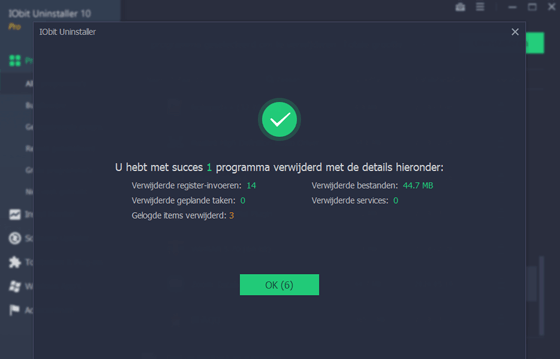 IObit Uninstaller 10
Pro
IObit Uninstaller
U hebt met succes 1 programma verwijderd met de details hieronder:
Verwijderde register-invoeren: 14
Verwijderde bestanden: 44.7 MB
Verwijderde geplande taken: 0
Verwijderde services: 0
Gelogde items verwijderd: 3
OK (6)